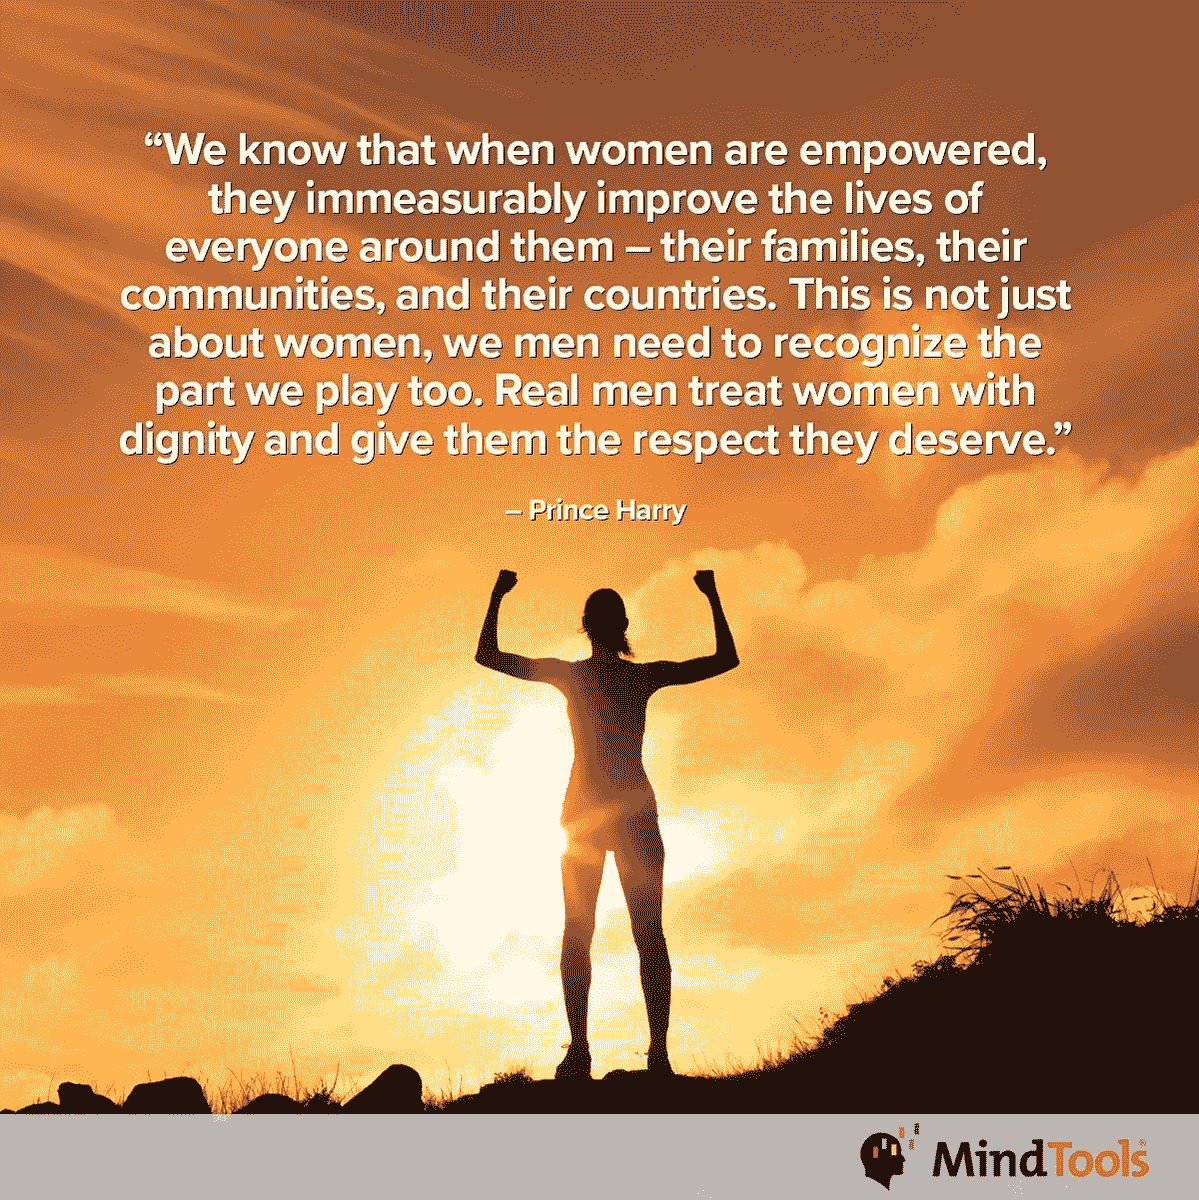 “We know that when women are empowered,
they immeasurably improve the lives of
everyone around them – their families, their
communities, and their countries. This is not just
about women, we men need to recognize the
part we play too. Real men treat women with
dignity and give them the respect they deserve.”
– Prince Harry
MindTools